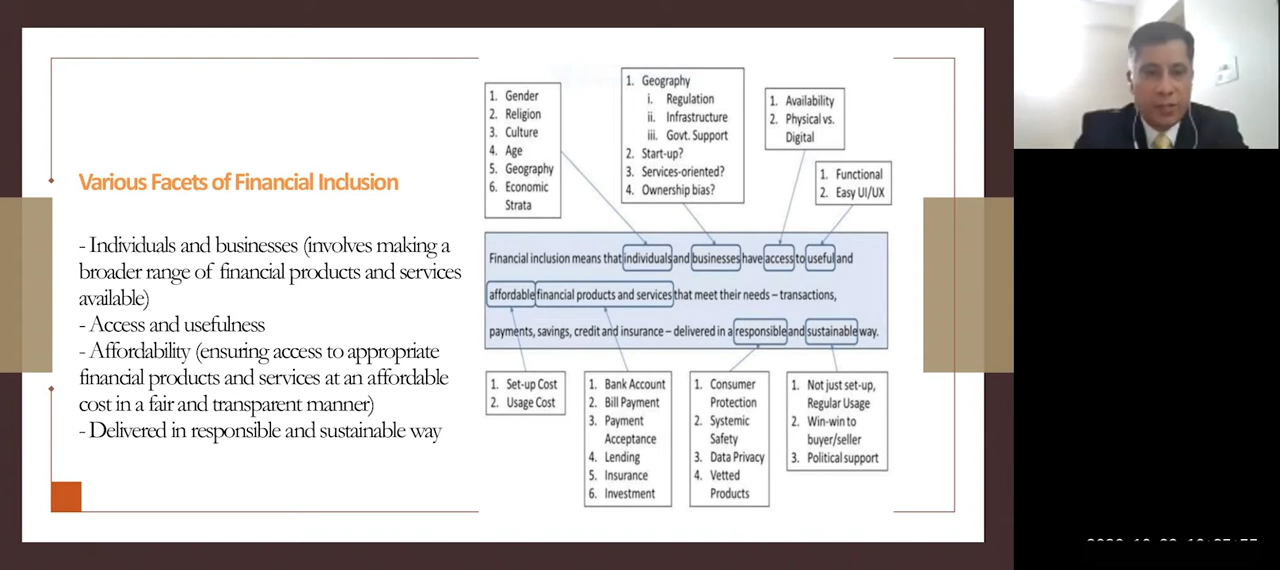 Various Facets of Financial Inclusion
- Individuals and businesses (involves making a
broader range of financial products and services
available)
- Access and usefulness
- Affordability (ensuring access to appropriate
financial products and services at an affordable
cost in a fair and transparent manner)
- Delivered in responsible and sustainable way
1. Gender
2. Religion
3. Culture
4. Age
5. Geography
6. Economic
Strata
1. Geography
i. Regulation
ii. Infrastructure
iii. Govt. Support
2. Start-up?
3. Services-oriented?
4. Ownership bias?
1. Availability
2. Physical vs.
Digital
1. Functional
2. Easy UI/UX
Financial inclusion means that individuals and businesses have access to useful and
affordable financial products and services that meet their needs – transactions,
payments, savings, credit and insurance – delivered in a responsible and sustainable way.
1. Set-up Cost
2. Usage Cost
1. Bank Account
2. Bill Payment
3. Payment
Acceptance
4. Lending
5. Insurance
6. Investment
1. Consumer
Protection
2. Systemic
Safety
3. Data Privacy
4. Vetted
Products
1. Not just set-up,
Regular Usage
2. Win-win to
buyer/seller
3. Political support